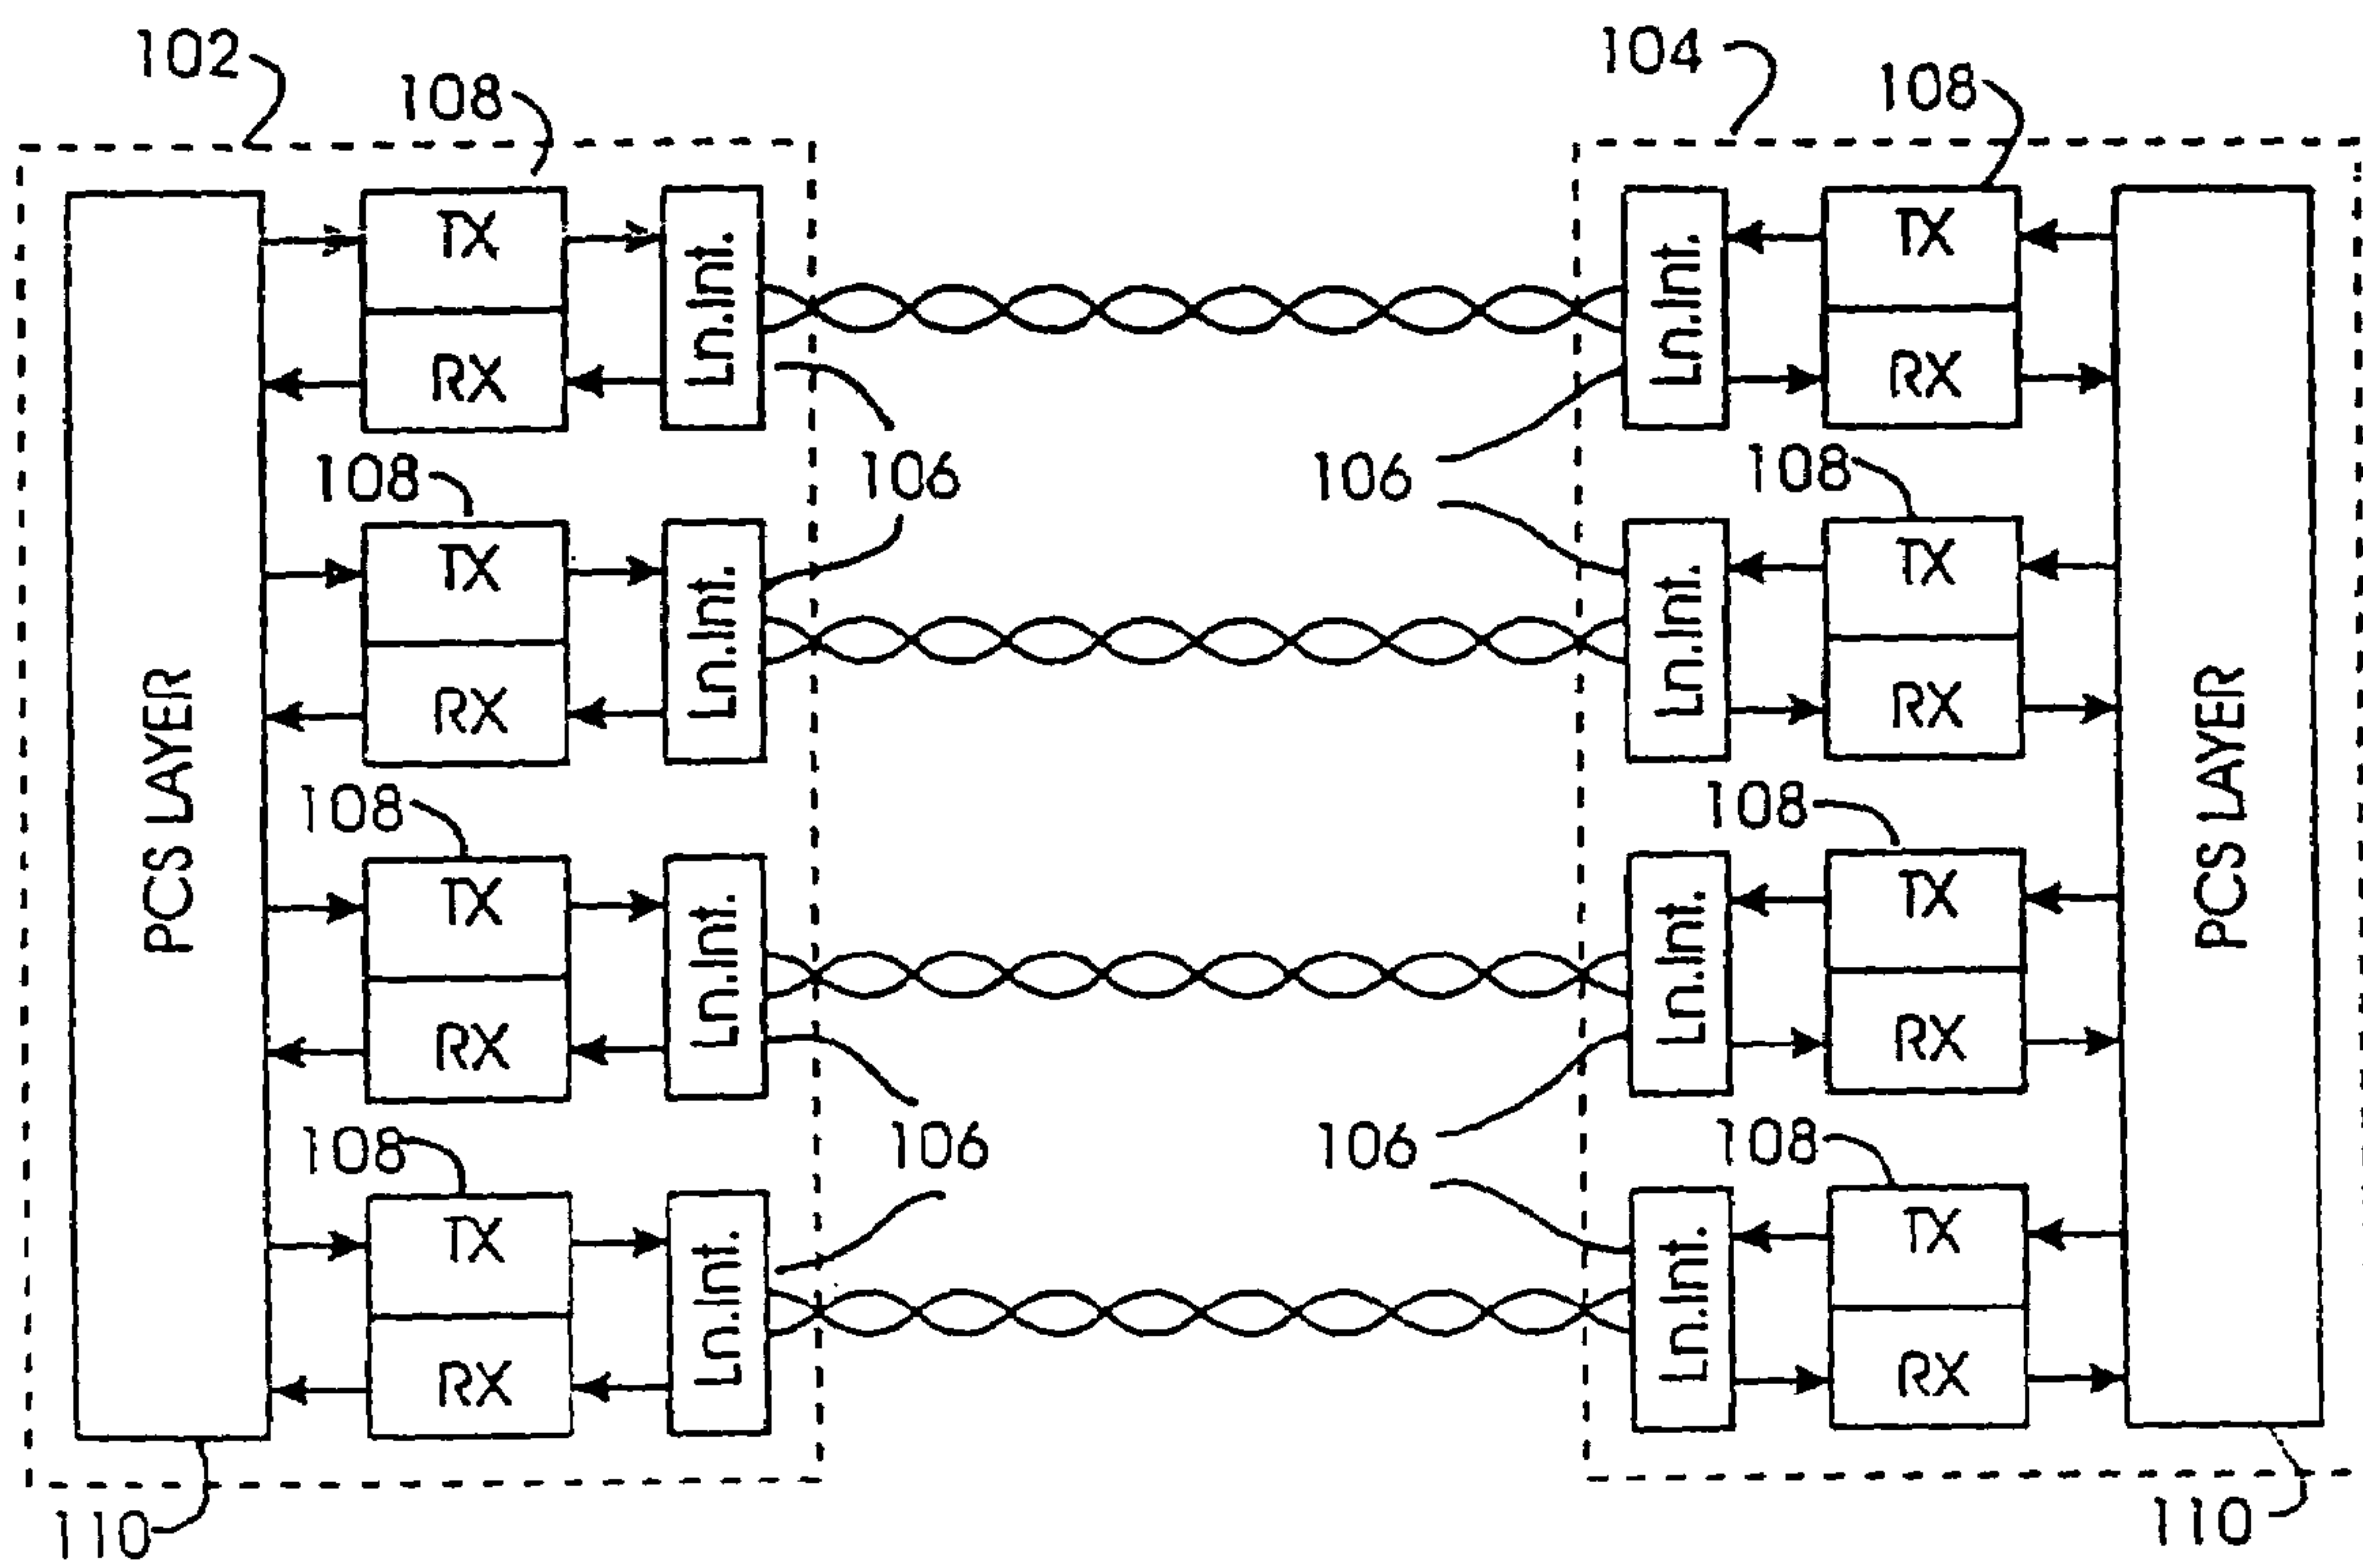 102
108
104
108
TX
RX
Ln.Int.
Ln.Int.
TX
RX
106
106
108
108
TX
RX
Ln.Int.
Ln.Int.
TX
RX
PCS LAYER
PCS LAYER
108
108
TX
RX
Ln.Int.
Ln.Int.
TX
RX
106
106
108
108
TX
RX
Ln.Int.
Ln.Int.
TX
RX
110
110